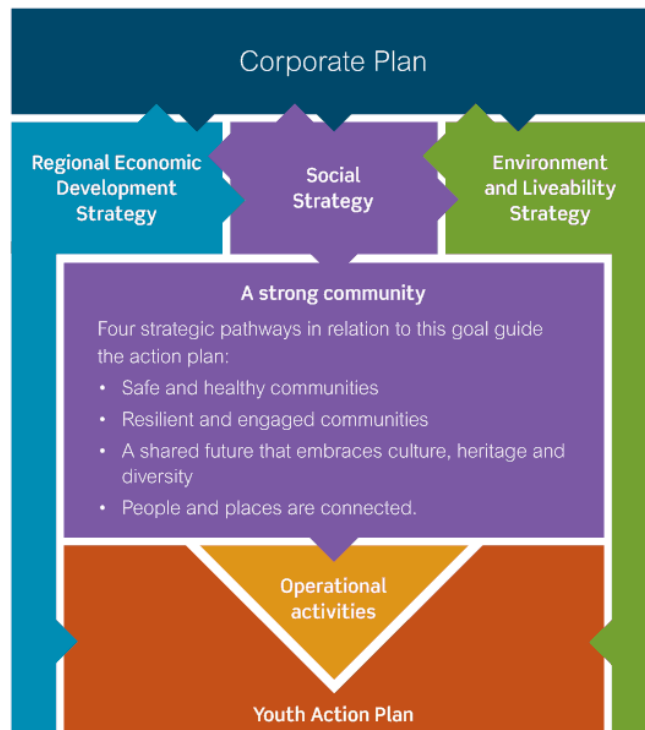 Corporate Plan
Regional Economic
Development
Strategy
Social
Strategy
Environment
and Liveability
Strategy
A strong community
Four strategic pathways in relation to this goal guide
the action plan:
• Safe and healthy communities
• Resilient and engaged communities
• A shared future that embraces culture, heritage and
diversity
• People and places are connected.
Operational
activities
Youth Action Plan